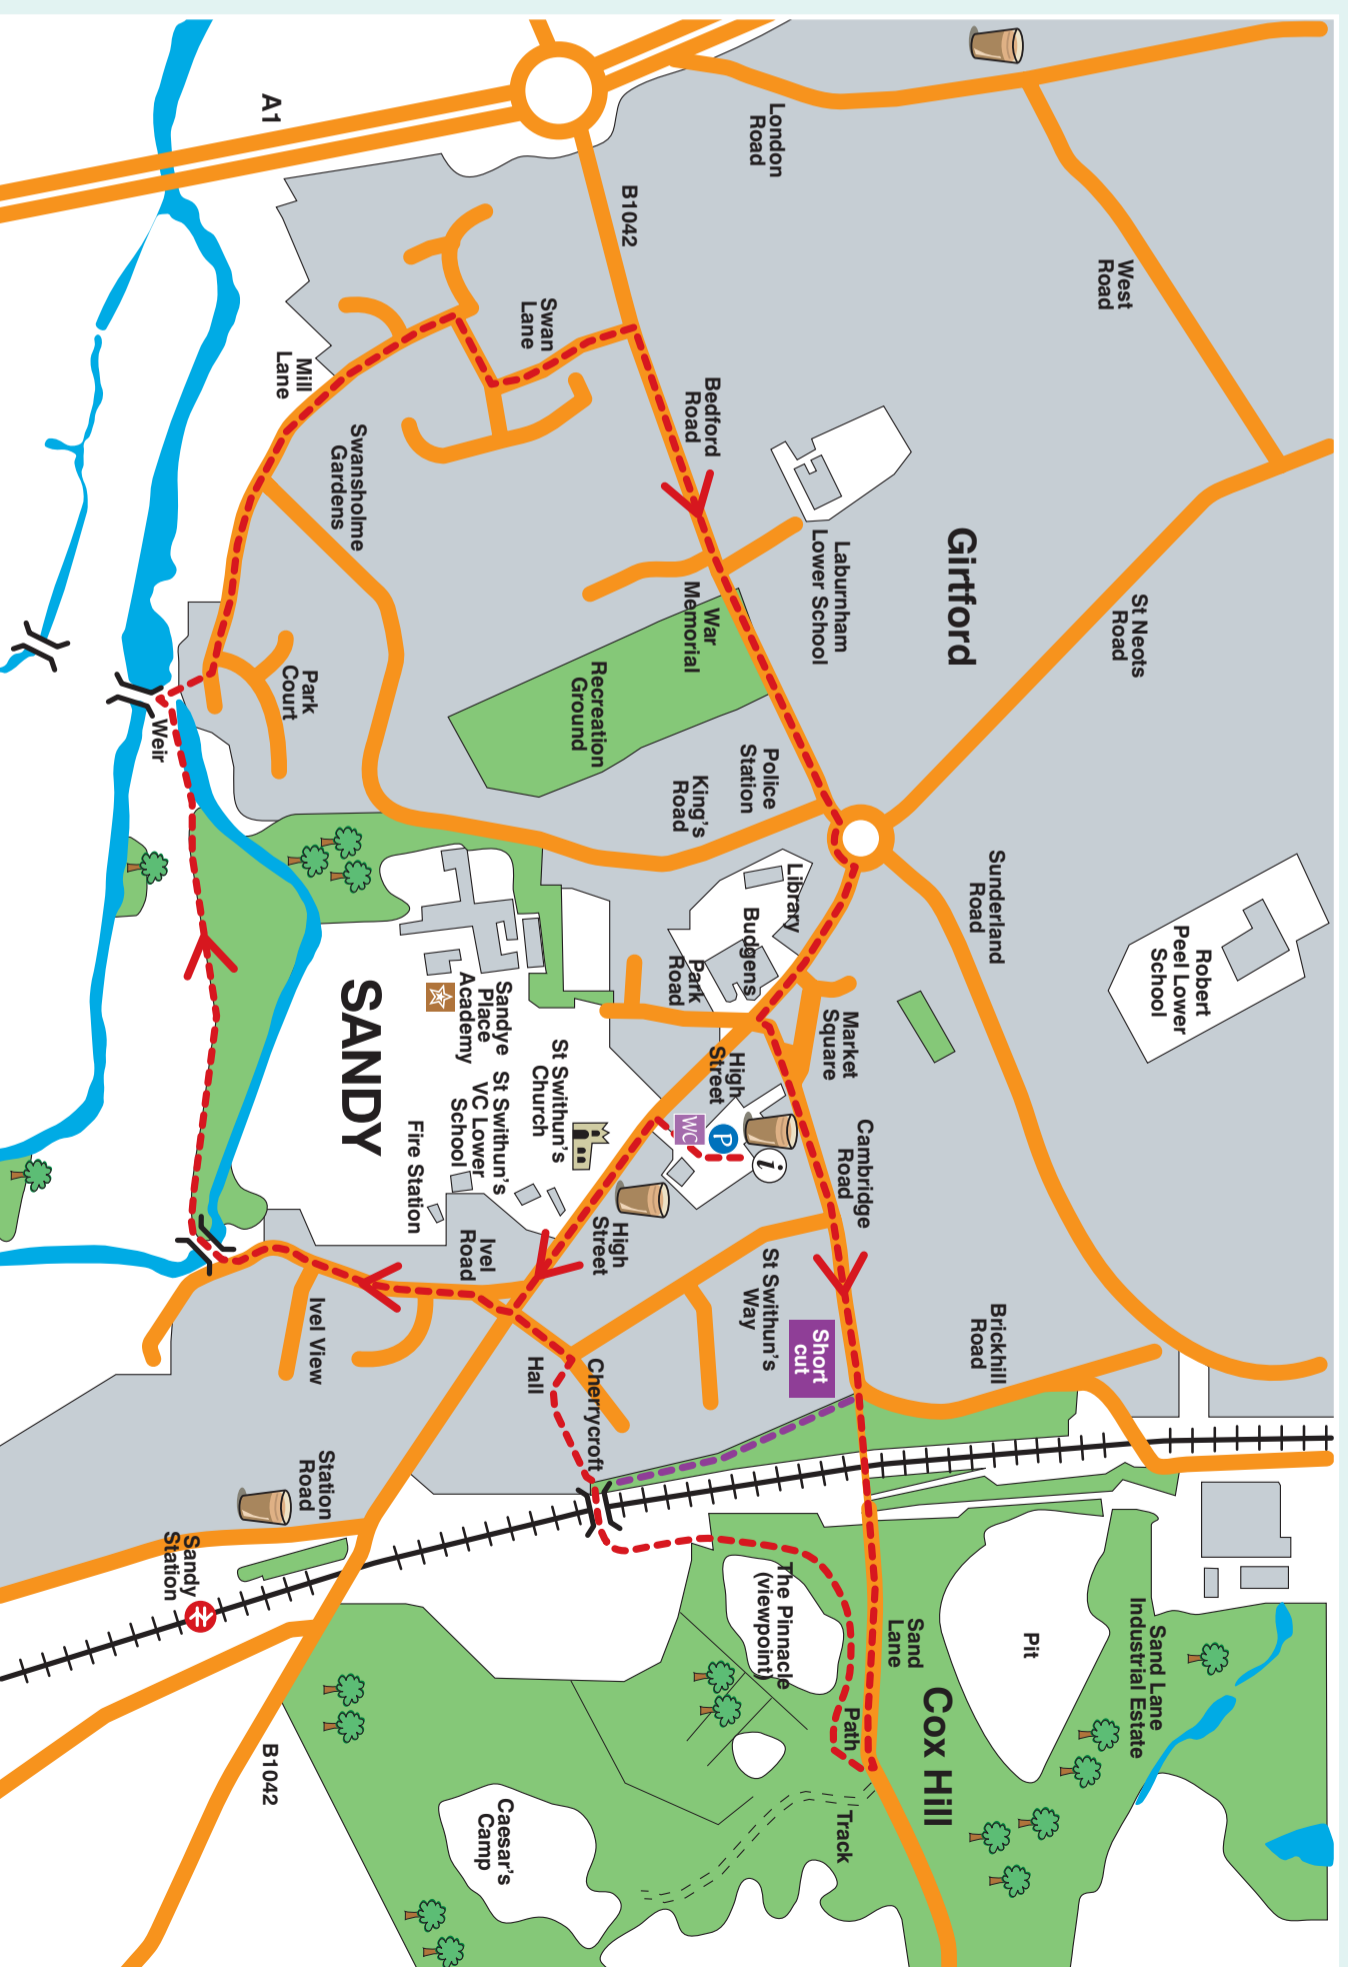 West
Road
St Neots
Road
Robert
Peel Lower
School
Sand Lane
Industrial Estate
Pit
Girtford
Sunderland
Road
Brickhill
Road
Cox Hill
Sand
Lane
London
Road
Laburnham
Lower School
Market
Square
Cambridge
Road
Path
Track
Short
cut
B1042
Bedford
Road
War
Memorial
Police
Station
King's
Road
Library
Budgens
Park
Road
High
Street
i
P
WC
St Swithun's
Way
The Pinnacle
(viewpoint)
Swan
Lane
Recreation
Ground
High
Street
Cherrycroft
Hall
St Swithun's
Church
Sandye
Place
Academy
St Swithun's
VC Lower
School
Ivel
Road
Caesar's
Camp
Fire Station
SANDY
Swansholme
Gardens
Mill
Lane
Park
Court
Ivel View
Station
Road
A1
B1042
Weir
Sandy
Station